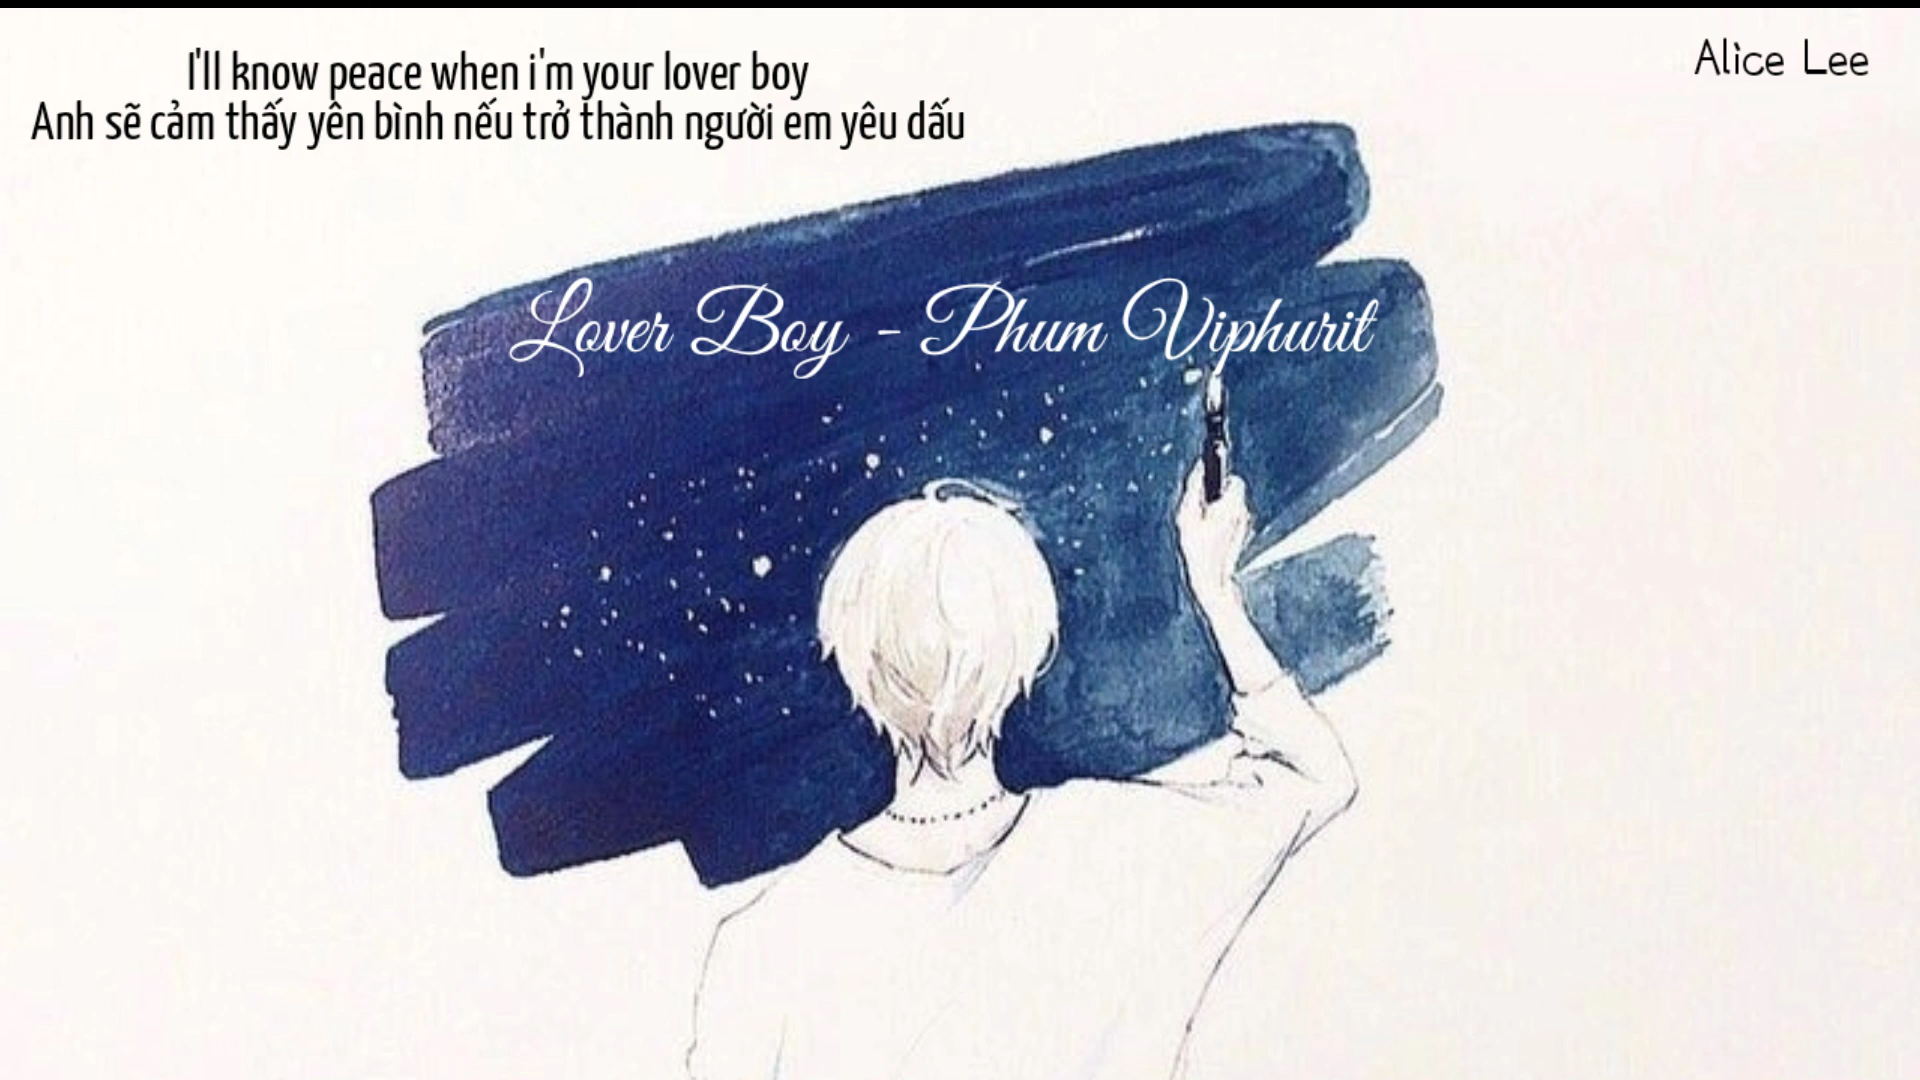 I'll know peace when i'm your lover boy
Anh sẽ cảm thấy yên bình nếu trở thành người em yêu dấu
Alice Lee
Lover Boy - Phum Viphurit